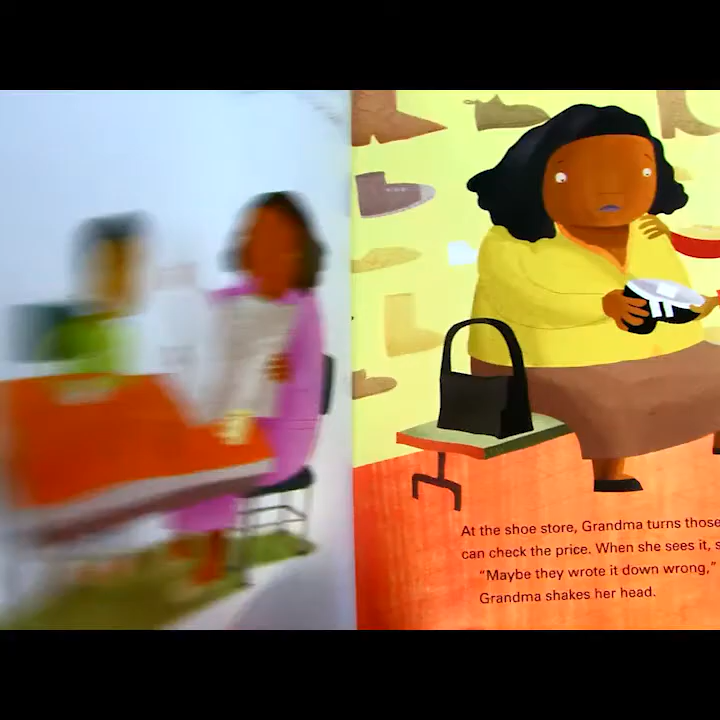 At the shoe store, Grandma turns those
can check the price. When she sees it, s
“Maybe they wrote it down wrong,”
Grandma shakes her head.